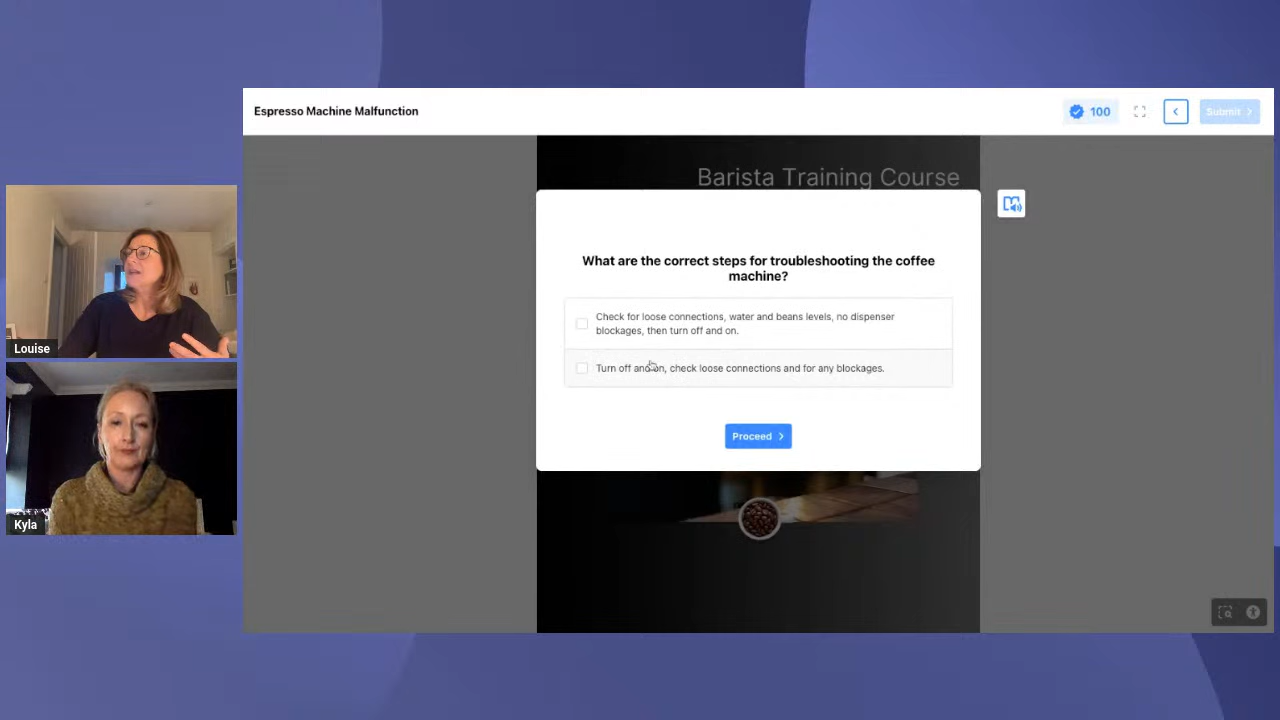 Espresso Machine Malfunction
100
Submit
Barista Training Course
What are the correct steps for troubleshooting the coffee
machine?
Check for loose connections, water and beans levels, no dispenser
blockages, then turn off and on.
Turn off and on, check loose connections and for any blockages.
Proceed
Louise
Kyla